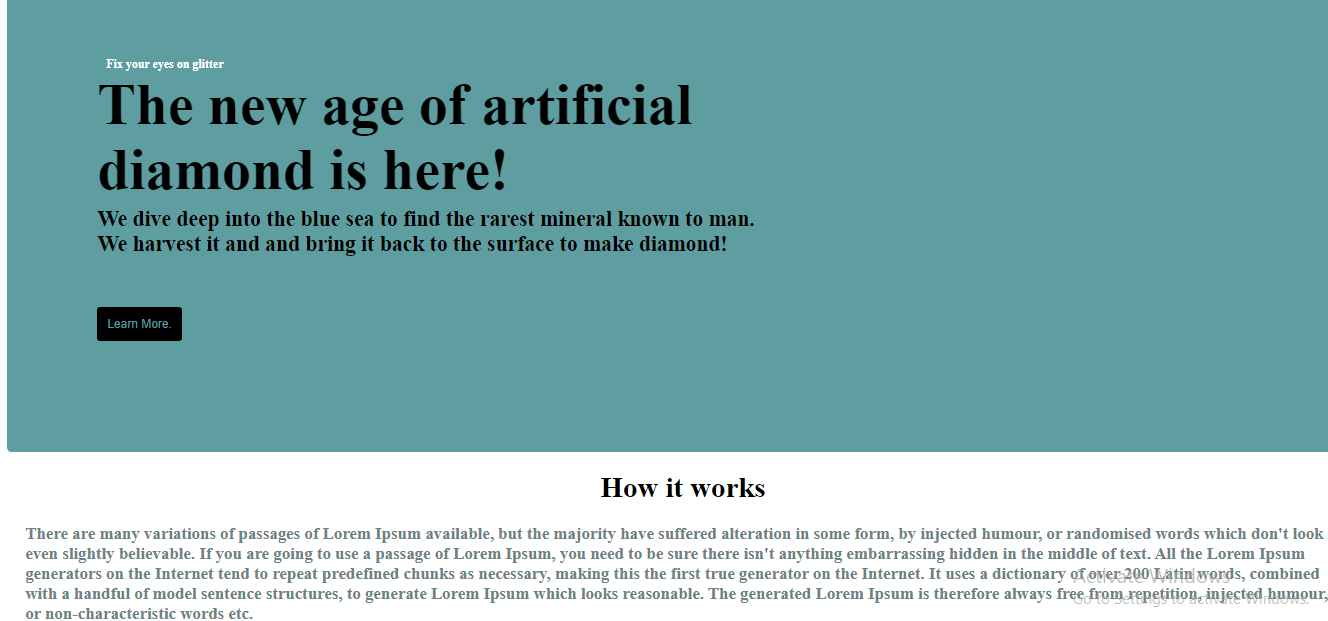 Fix your eyes on glitter
The new age of artificial
diamond is here!
We dive deep into the blue sea to find the rarest mineral known to man.
We harvest it and and bring it back to the surface to make diamond!
Learn More.
How it works
There are many variations of passages of Lorem Ipsum available, but the majority have suffered alteration in some form, by injected humour, or randomised words which don't look
even slightly believable. If you are going to use a passage of Lorem Ipsum, you need to be sure there isn't anything embarrassing hidden in the middle of text. All the Lorem Ipsum
generators on the Internet tend to repeat predefined chunks as necessary, making this the first true generator on the Internet. It uses a dictionary of over 200 Latin words, combined
with a handful of model sentence structures, to generate Lorem Ipsum which looks reasonable. The generated Lorem Ipsum is therefore always free from repetition, injected humour,
or non-characteristic words etc.
Activate Windows
Go to Settings to activate Windows.